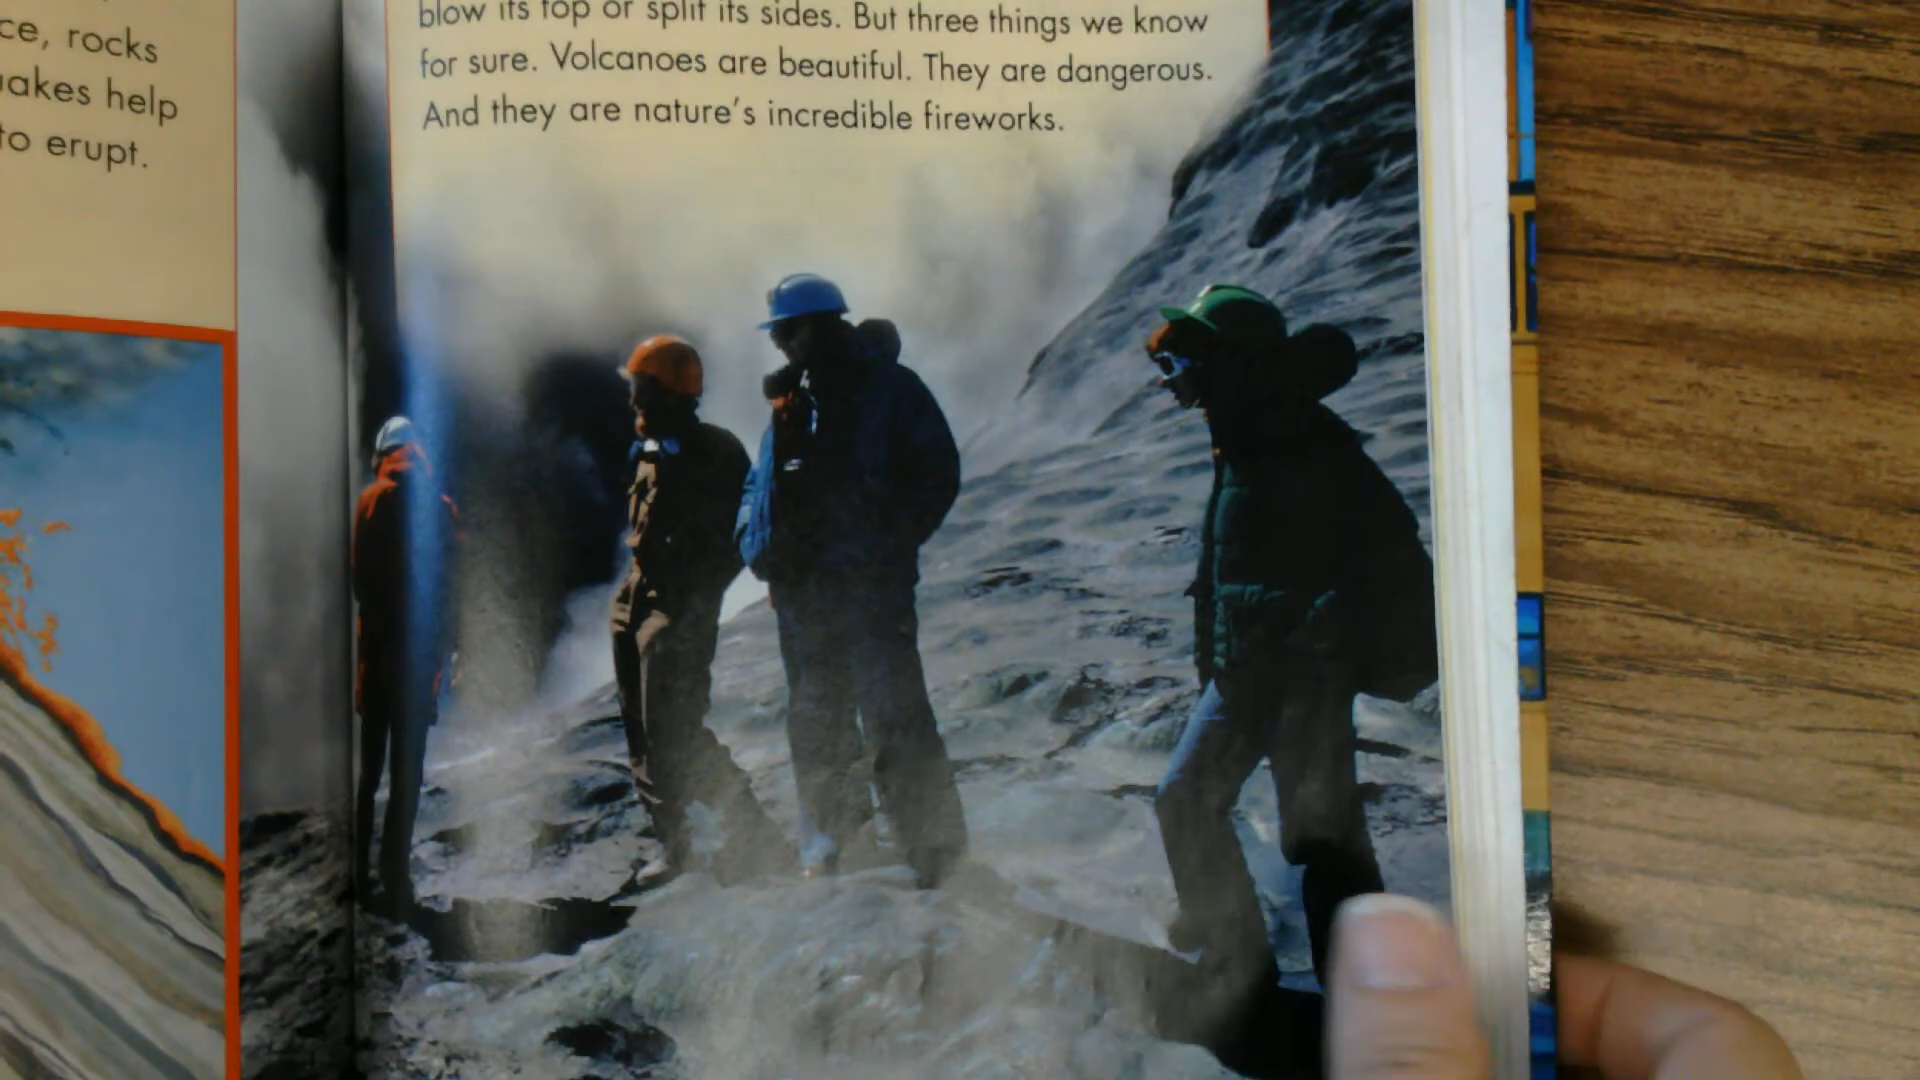 ce, rocks
akes help
to erupt.
blow its top or split its sides. But three things we know
for sure. Volcanoes are beautiful. They are dangerous.
And they are nature's incredible fireworks.